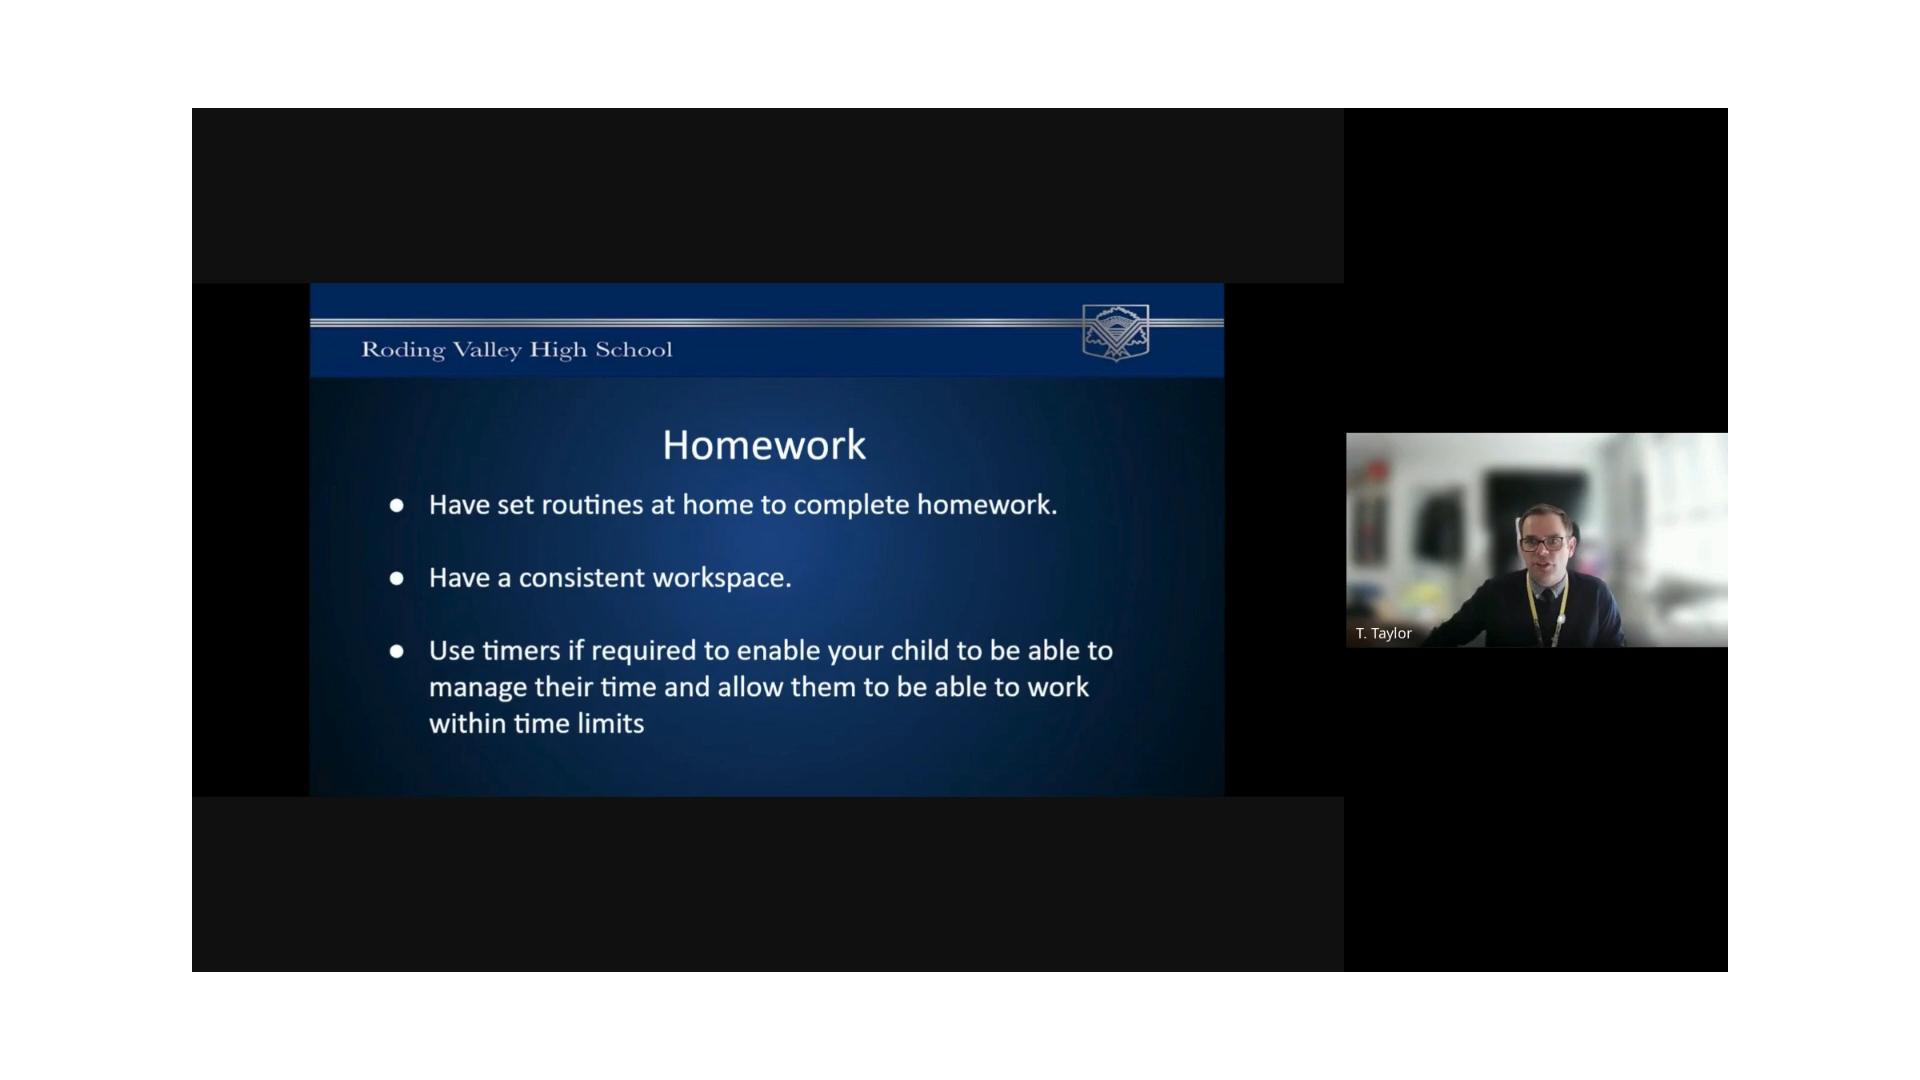 Roding Valley High School
Homework
● Have set routines at home to complete homework.
● Have a consistent workspace.
● Use timers if required to enable your child to be able to
manage their time and allow them to be able to work
within time limits
T. Taylor